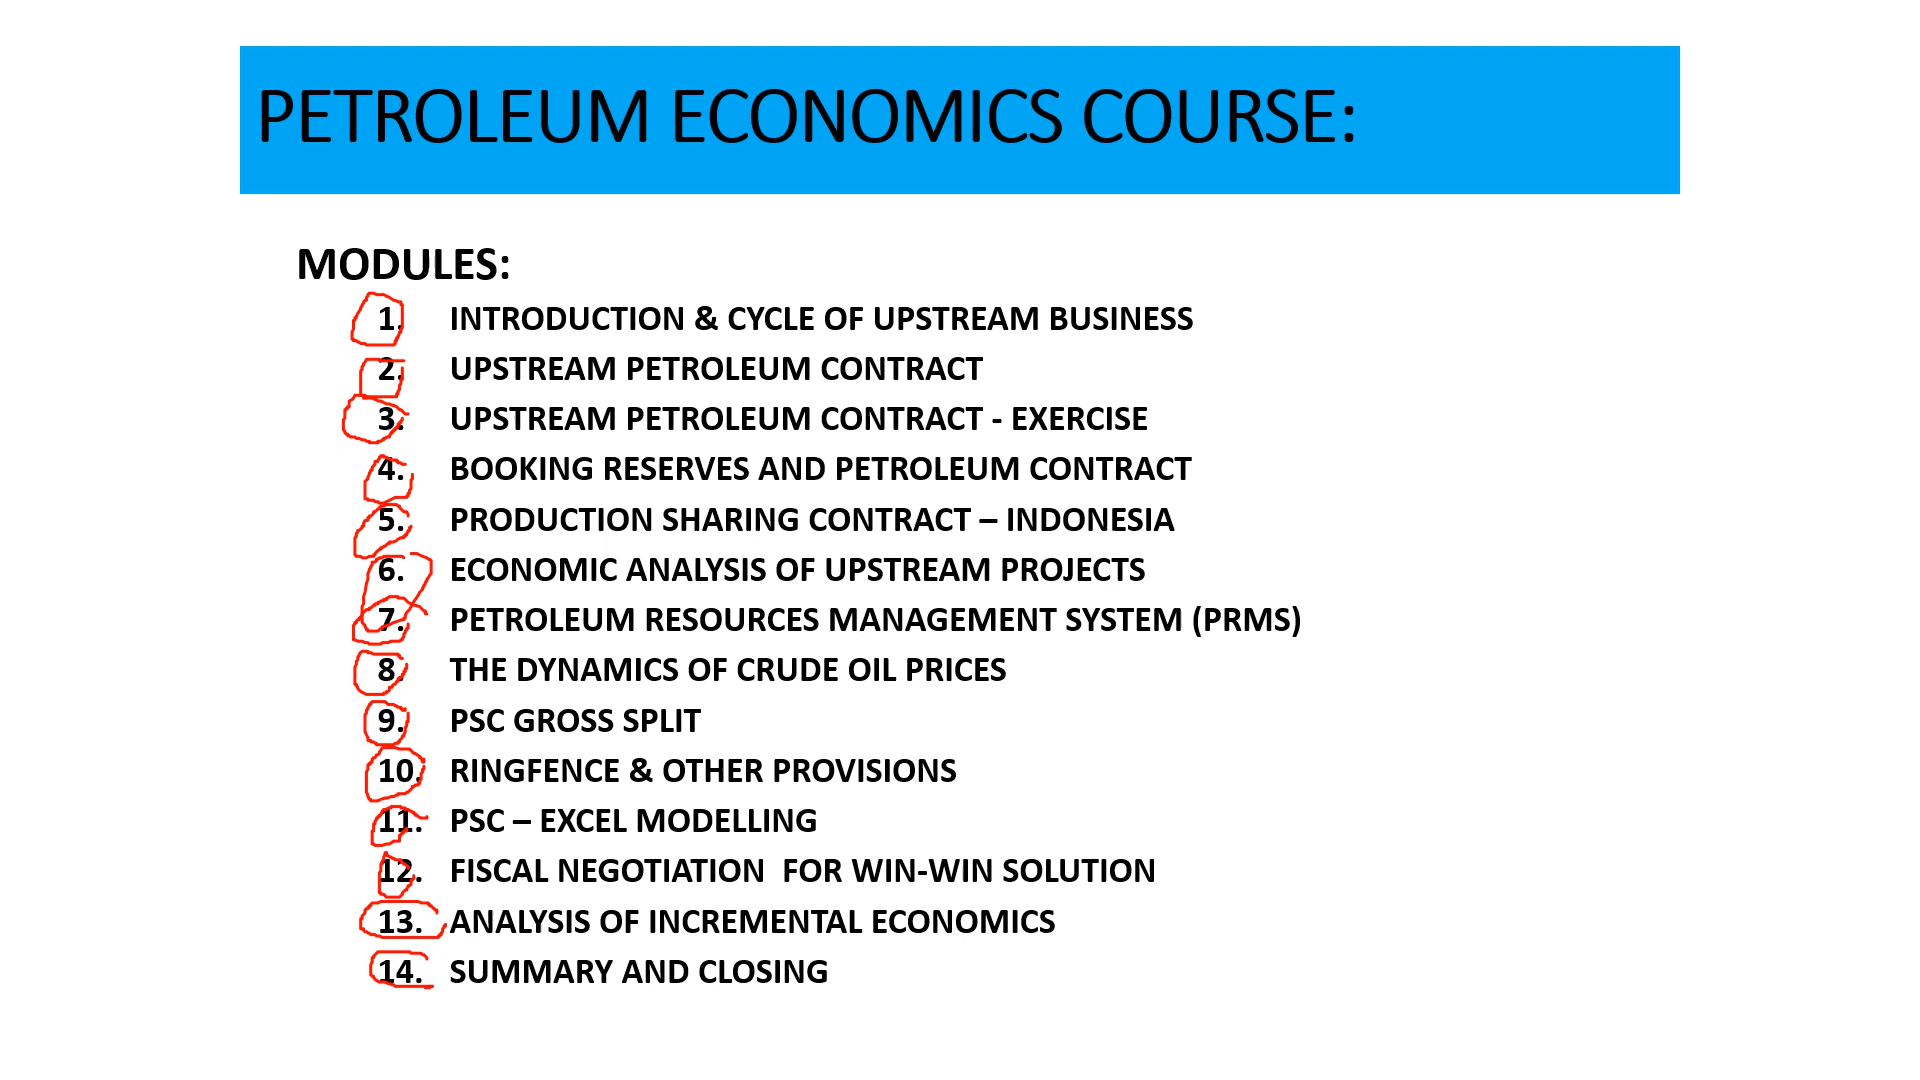 PETROLEUM ECONOMICS COURSE:
MODULES:
1. INTRODUCTION & CYCLE OF UPSTREAM BUSINESS
2. UPSTREAM PETROLEUM CONTRACT
3. UPSTREAM PETROLEUM CONTRACT - EXERCISE
4. BOOKING RESERVES AND PETROLEUM CONTRACT
5. PRODUCTION SHARING CONTRACT – INDONESIA
6. ECONOMIC ANALYSIS OF UPSTREAM PROJECTS
7. PETROLEUM RESOURCES MANAGEMENT SYSTEM (PRMS)
8. THE DYNAMICS OF CRUDE OIL PRICES
9. PSC GROSS SPLIT
10. RINGFENCE & OTHER PROVISIONS
11. PSC – EXCEL MODELLING
12. FISCAL NEGOTIATION  FOR WIN-WIN SOLUTION
13. ANALYSIS OF INCREMENTAL ECONOMICS
14. SUMMARY AND CLOSING